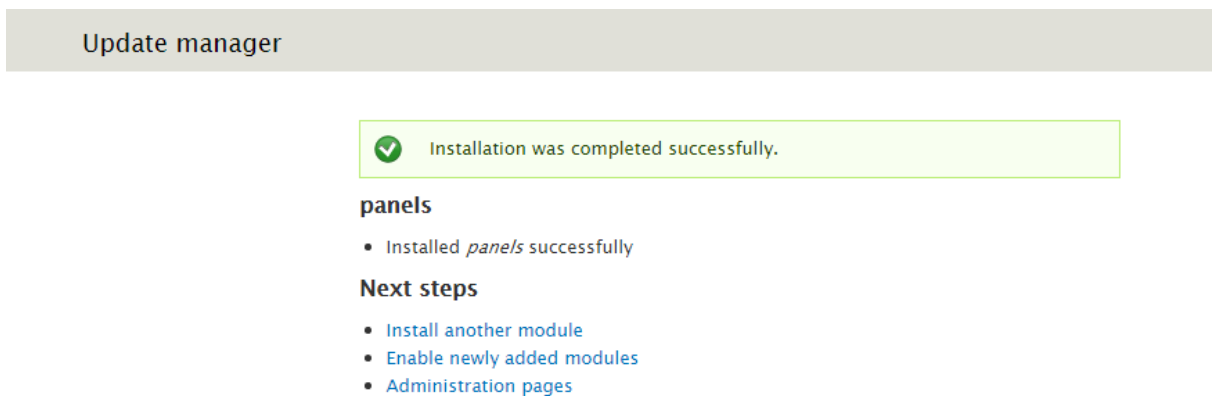 Update manager
Installation was completed successfully.
panels
Installed panels successfully
Next steps
Install another module
Enable newly added modules
Administration pages